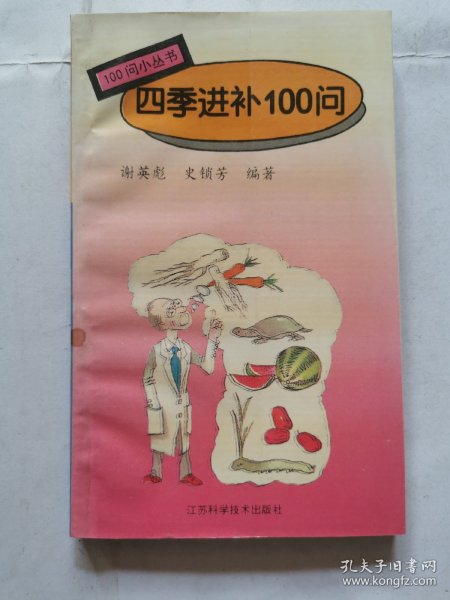 100问小丛书
四季进补100问
谢英彪 史锁芳 编著
江苏科学技术出版社
孔夫子旧书网
www.kongfz.com